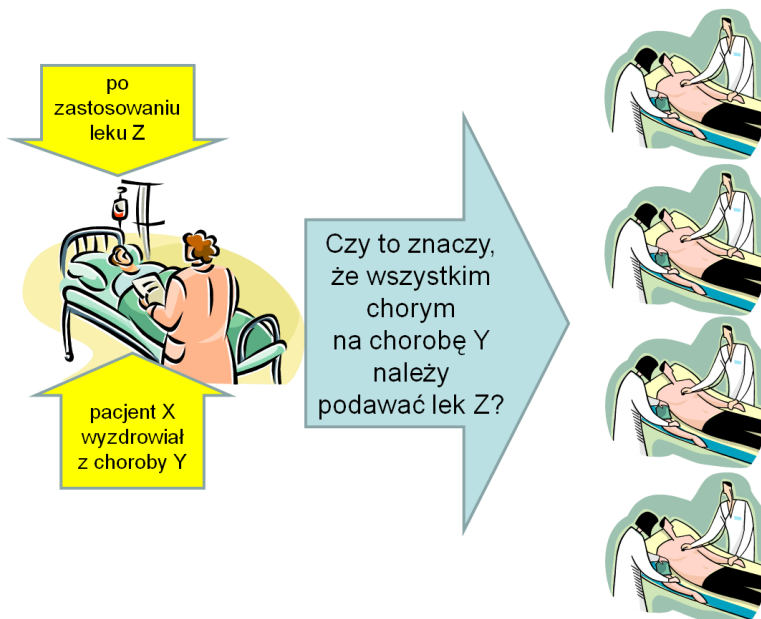 po
zastosowaniu
leku Z
pacjent X
wyzdrowiał
z choroby Y
Czy to znaczy,
że wszystkim
chorym
na chorobę Y
należy
podawać lek Z?